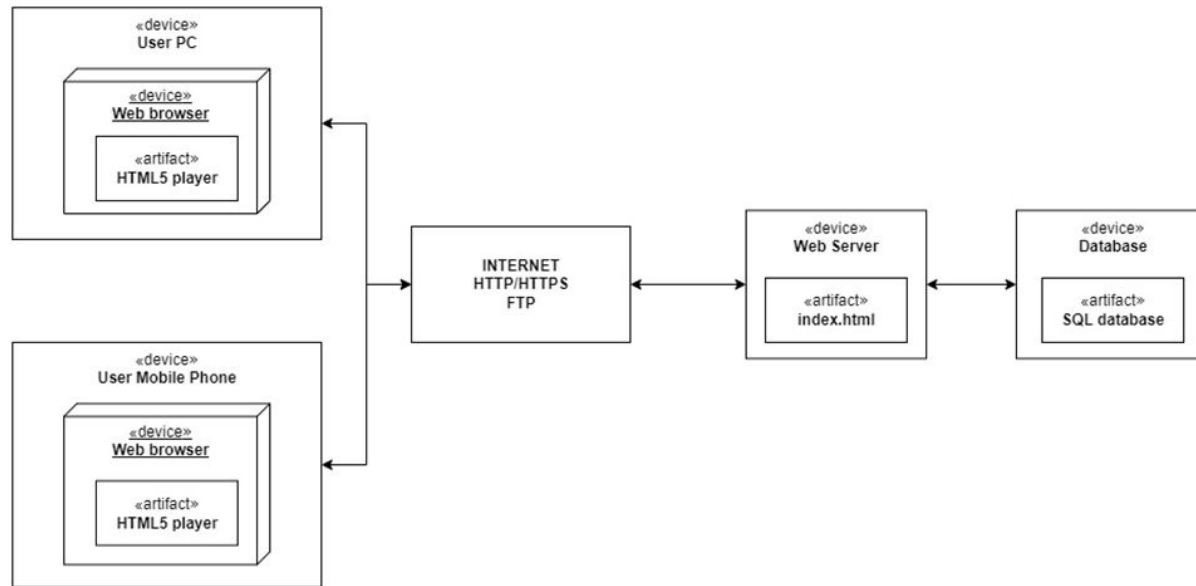 «device»
User PC
«device»
Web browser
«artifact»
HTML5 player
«device»
User Mobile Phone
«device»
Web browser
«artifact»
HTML5 player
INTERNET
HTTP/HTTPS
FTP
«device»
Web Server
«artifact»
index.html
«device»
Database
«artifact»
SQL database